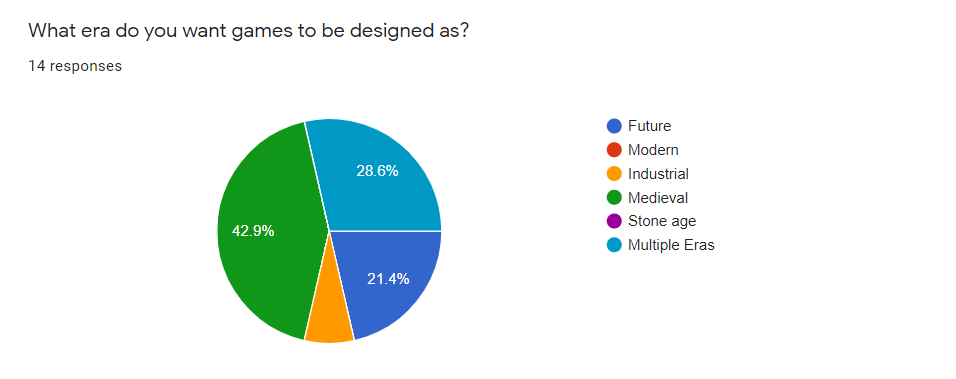 What era do you want games to be designed as?
14 responses
28.6%
42.9%
21.4%
Future
Modern
Industrial
Medieval
Stone age
Multiple Eras